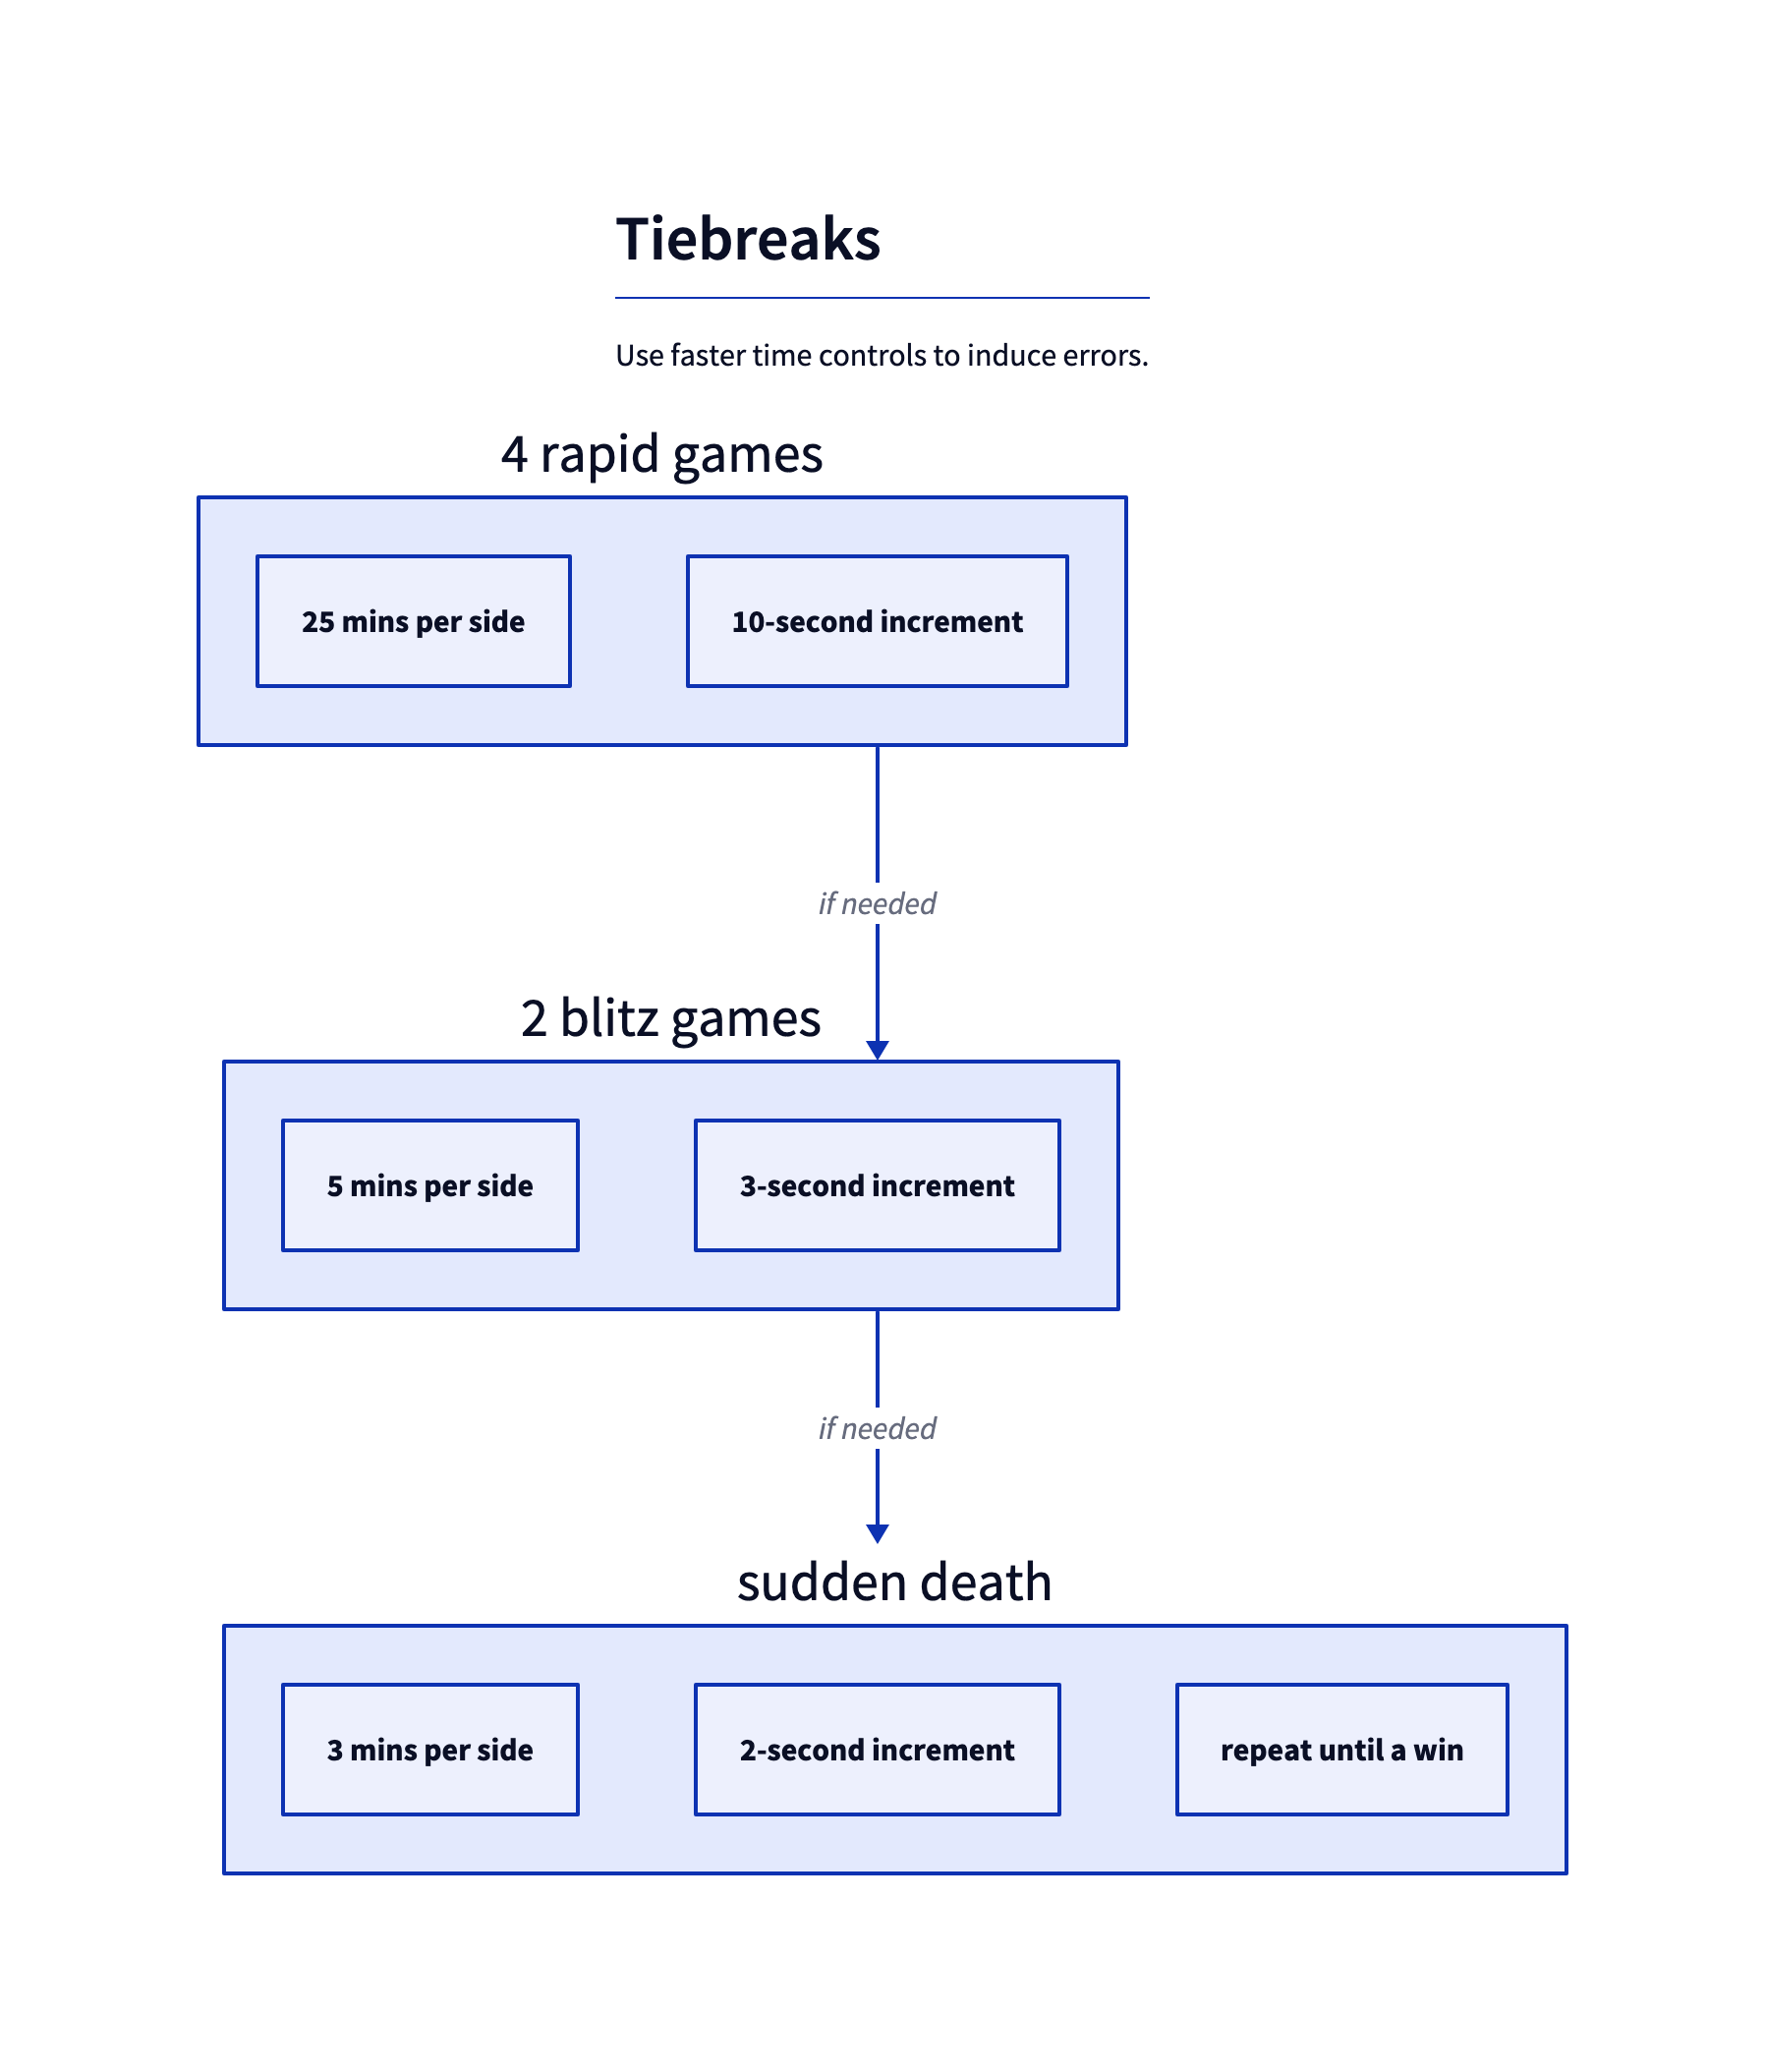 Tiebreaks
Use faster time controls to induce errors.
4 rapid games
25 mins per side
10-second increment
if needed
2 blitz games
5 mins per side
3-second increment
if needed
sudden death
3 mins per side
2-second increment
repeat until a win